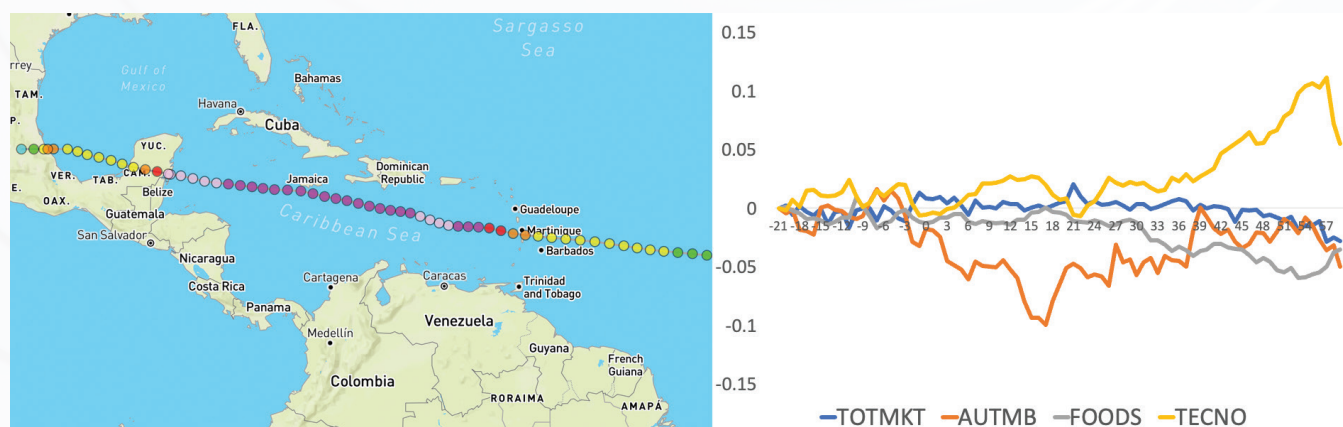 FLA.
Sargasso
Sea
rrey
Gulf of
Mexico
Bahamas
TAM.
Havana
P.
Cuba
YUC.
VER.
TAB.
CAM.
Dominican
Republic
Jamaica
E.
OAX.
Belize
Guatemala
Caribbean Sea
Guadeloupe
Martinique
San Salvador
Barbados
Nicaragua
Cartagena
Caracas
Trinidad
and Tobago
Costa Rica
Panama
Venezuela
Medellín
Guyana
French
Guiana
Colombia
RORAIMA
AMAPÁ
0.15
0.1
0.05
0
-21 -18 -15 -12 -9 -6 -3 0 3 6 9 12 15 18 21 24 27 30 33 36 39 42 45 48 51 54 57
-0.05
-0.1
-0.15
TOTMKT AUTMB FOODS TECNO